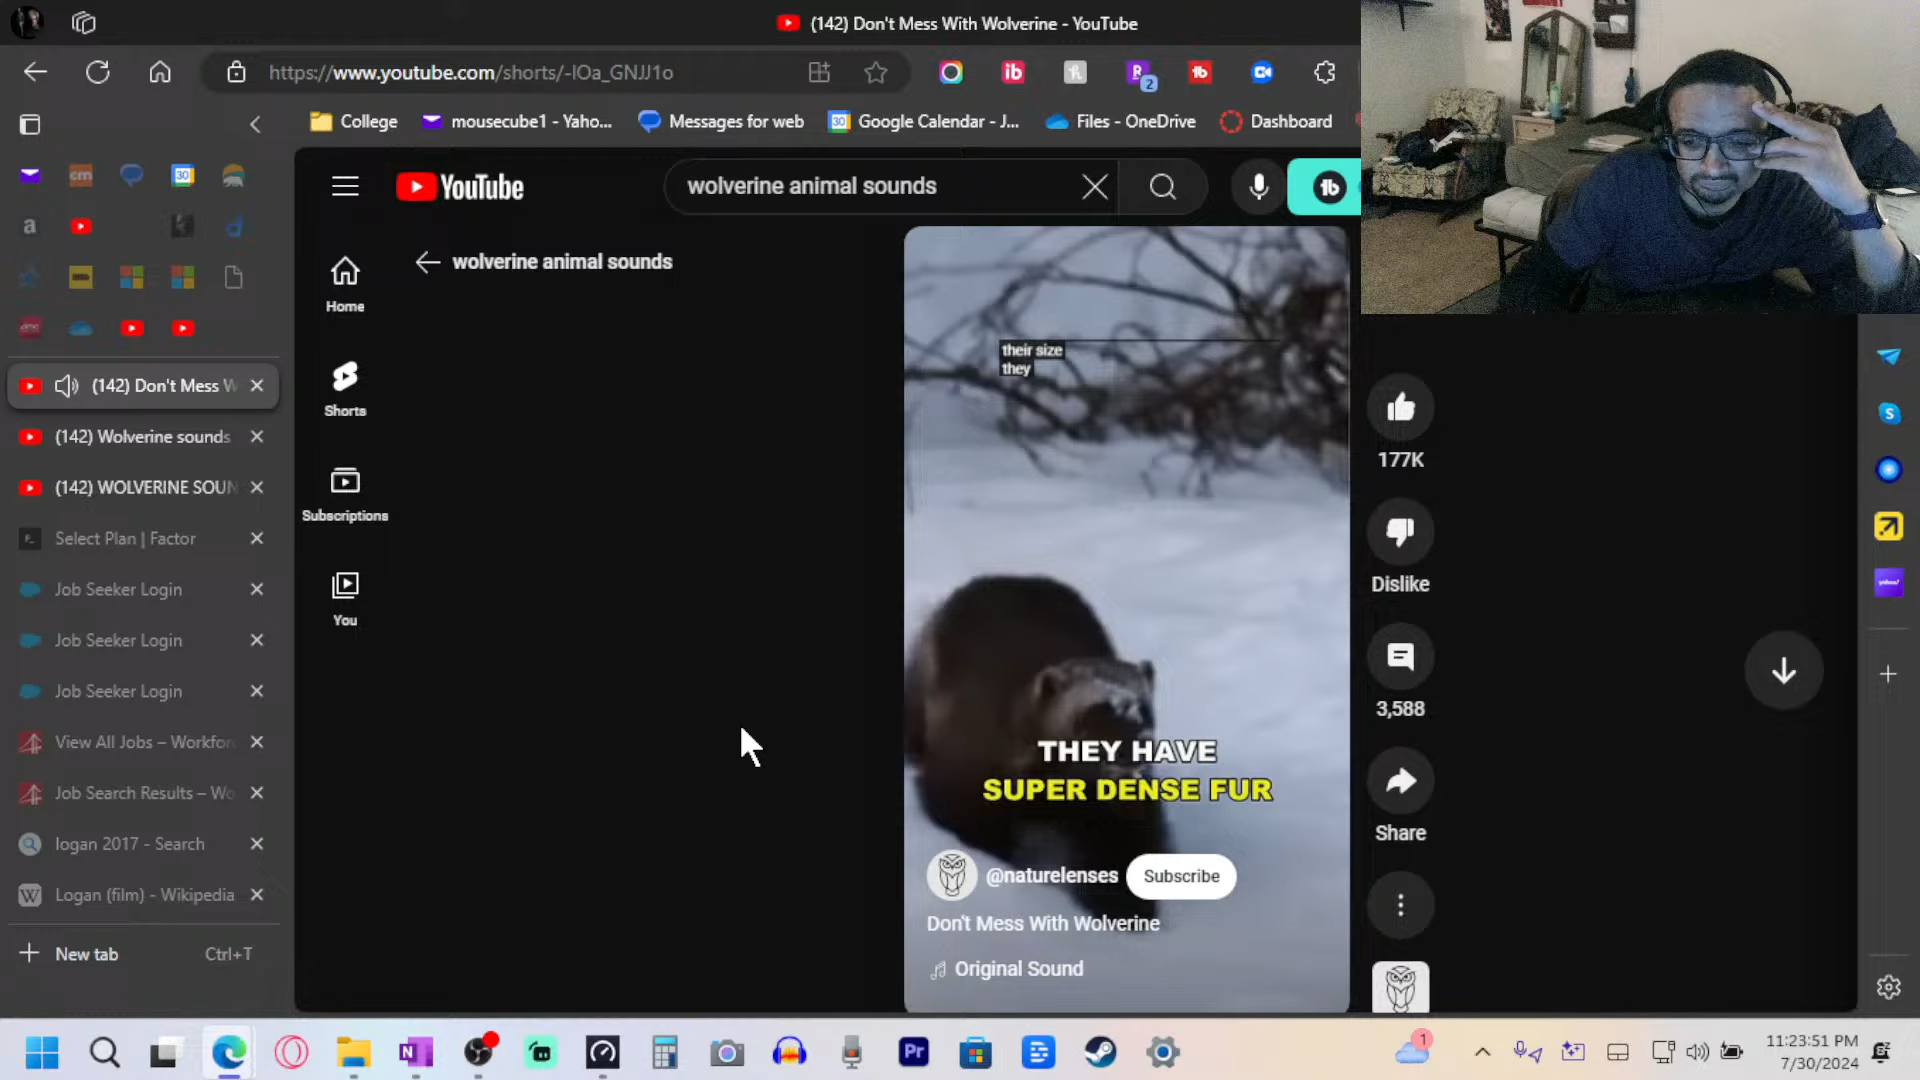 (142) Don't Mess With Wolverine - YouTube
https://www.youtube.com/shorts/-IOa_GNJJ1o
2
College
mousecube1 - Yaho...
Messages for web
Google Calendar - J...
Files - OneDrive
Dashboard
YouTube
wolverine animal sounds
wolverine animal sounds
Home
Shorts
Subscriptions
You
(142) Don't Mess W
(142) Wolverine sounds
(142) WOLVERINE SOUN
Select Plan | Factor
Job Seeker Login
Job Seeker Login
Job Seeker Login
View All Jobs – Workfor
Job Search Results – Wo
logan 2017 - Search
Logan (film) - Wikipedia
New tab
Ctrl+T
their size
they
THEY HAVE
SUPER DENSE FUR
@naturelenses
Subscribe
Don't Mess With Wolverine
Original Sound
177K
Dislike
3,588
Share
Pr
1
11:23:51 PM
7/30/2024